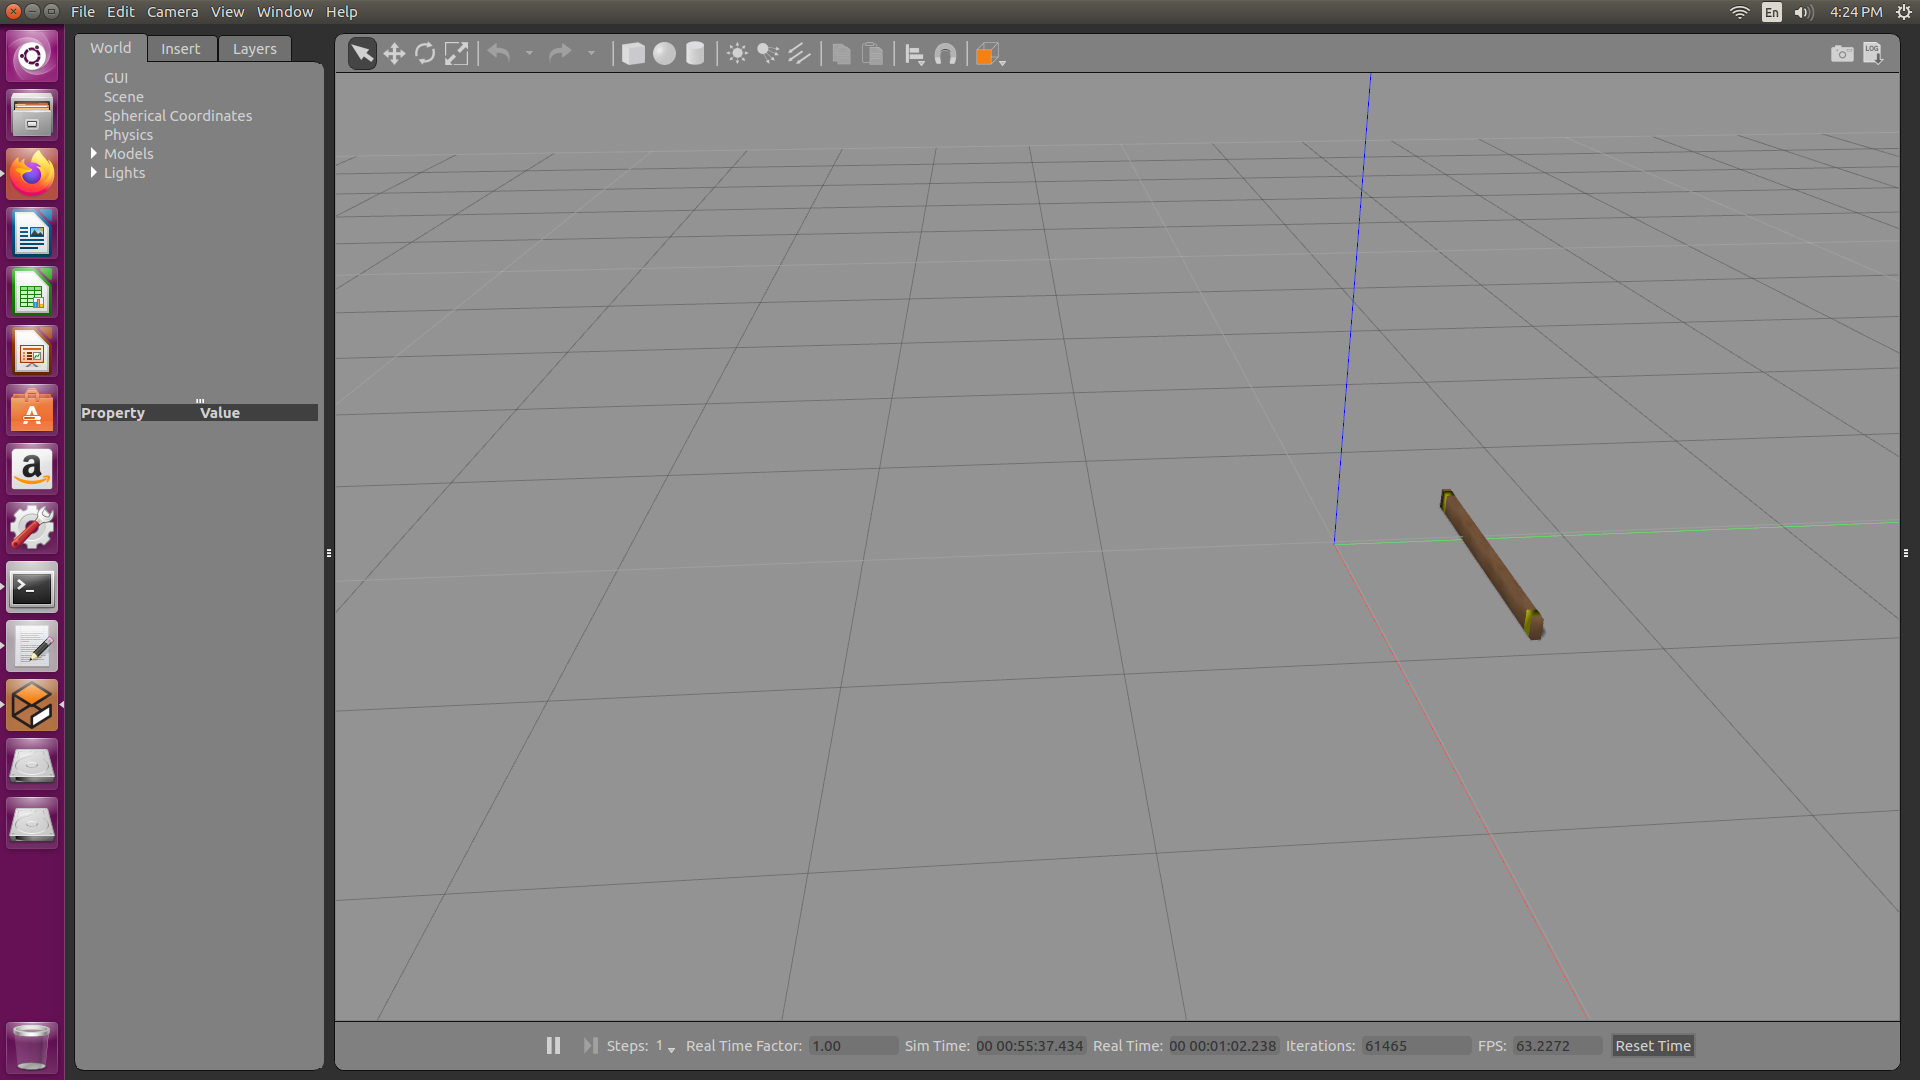 File Edit Camera View Window Help
En
4:24 PM
World Insert Layers
LOG
GUI
Scene
Spherical Coordinates
Physics
Models
Lights
Property Value
Steps: 1 Real Time Factor: 1.00 Sim Time: 00 00:55:37.434 Real Time: 00 00:01:02.238 Iterations: 61465 FPS: 63.2272 Reset Time